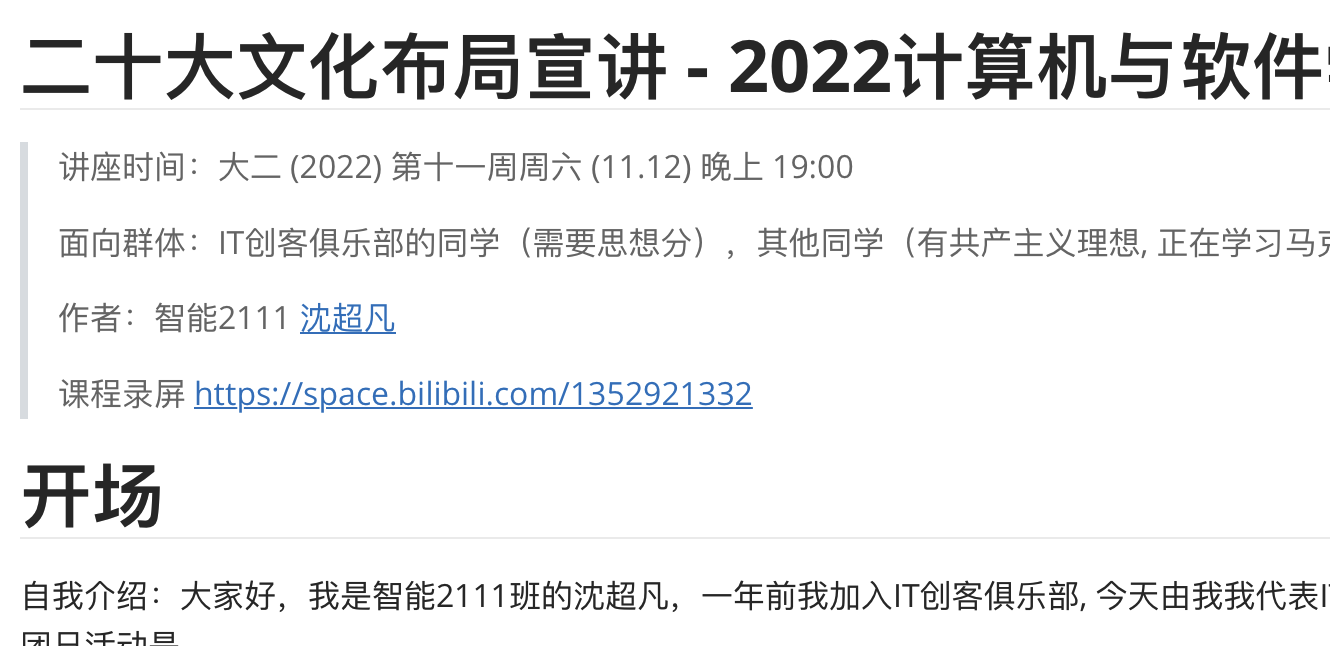 二十大文化布局宣讲 - 2022计算机与软件
讲座时间：大二 (2022) 第十一周周六 (11.12) 晚上 19:00
面向群体：IT创客俱乐部的同学（需要思想分），其他同学（有共产主义理想, 正在学习马
作者：智能2111 沈超凡
课程录屏 https://space.bilibili.com/1352921332
开场
自我介绍：大家好，我是智能2111班的沈超凡，一年前我加入IT创客俱乐部, 今天由我我代表I